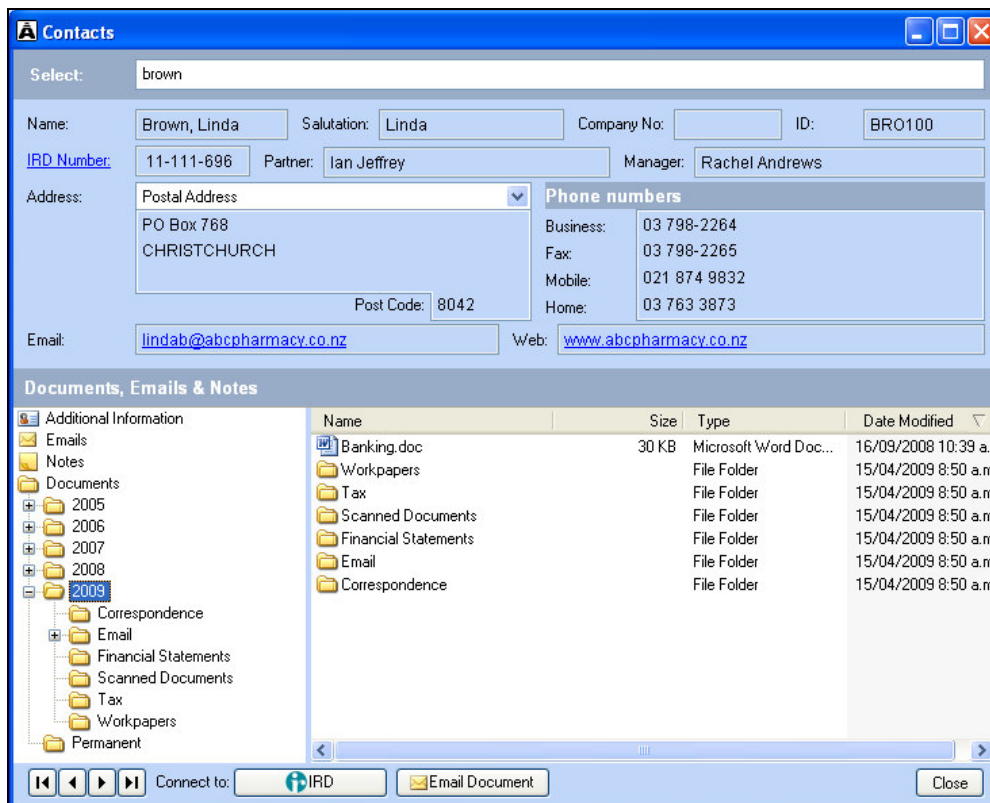 Contacts
Select: brown
Name: Brown, Linda Salutation: Linda Company No: ID: BRO100
IRD Number: 11-111-696 Partner: Ian Jeffrey Manager: Rachel Andrews
Address: Postal Address Phone numbers
PO Box 768 Business: 03 798-2264
CHRISTCHURCH Fax: 03 798-2265
Mobile: 021 874 9832
Post Code: 8042 Home: 03 763 3873
Email: lindab@abcpharmacy.co.nz Web: www.abcpharmacy.co.nz
Documents, Emails & Notes
Additional Information
Emails
Notes
Documents
2005
2006
2007
2008
2009
Correspondence
Email
Financial Statements
Scanned Documents
Tax
Workpapers
Permanent
Name Size Type Date Modified
Banking.doc 30 KB Microsoft Word Doc... 16/09/2008 10:39 a.
Workpapers File Folder 15/04/2009 8:50 a.m
Tax File Folder 15/04/2009 8:50 a.m
Scanned Documents File Folder 15/04/2009 8:50 a.m
Financial Statements File Folder 15/04/2009 8:50 a.m
Email File Folder 15/04/2009 8:50 a.m
Correspondence File Folder 15/04/2009 8:50 a.m
Connect to: IRD Email Document Close